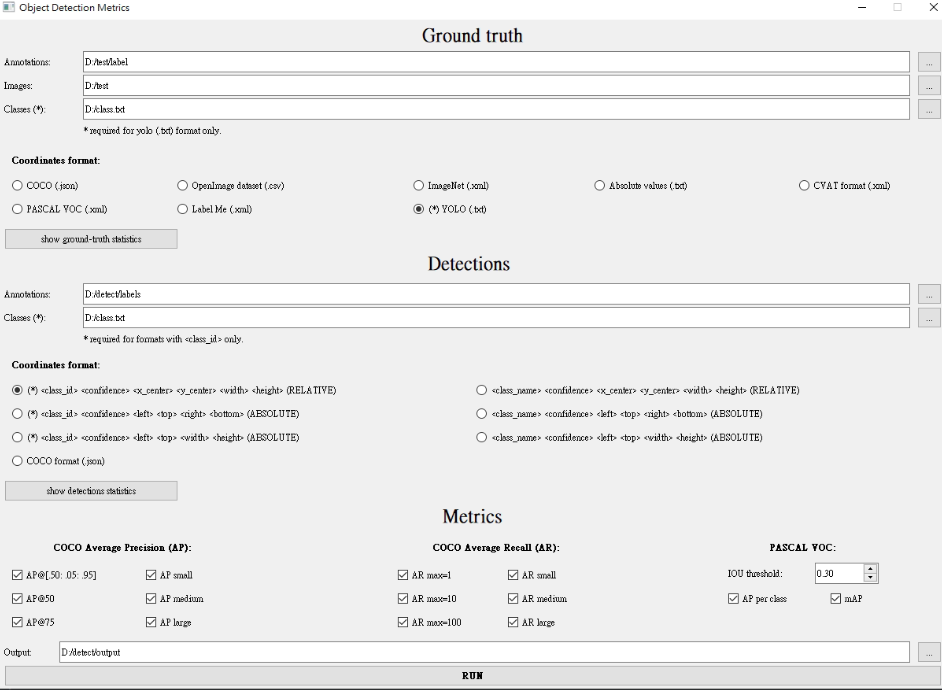 Object Detection Metrics
Ground truth
Annotations: D:/test/label ...
Images: D:/test ...
Classes (*): D:/class.txt ...
* required for yolo (.txt) format only.
Coordinates format:
COCO (.json) OpenImage dataset (.csv) ImageNet (.xml) Absolute values (.txt) CVAT format (.xml)
PASCAL VOC (.xml) Label Me (.xml) (*) YOLO (.txt)
show ground-truth statistics
Detections
Annotations: D:/detect/labels ...
Classes (*): D:/class.txt ...
* required for formats with <class_id> only.
Coordinates format:
(*) <class_id> <confidence> <x_center> <y_center> <width> <height> (RELATIVE) <class_name> <confidence> <x_center> <y_center> <width> <height> (RELATIVE)
(*) <class_id> <confidence> <left> <top> <right> <bottom> (ABSOLUTE) <class_name> <confidence> <left> <top> <right> <bottom> (ABSOLUTE)
(*) <class_id> <confidence> <left> <top> <width> <height> (ABSOLUTE) <class_name> <confidence> <left> <top> <width> <height> (ABSOLUTE)
COCO format (.json)
show detections statistics
Metrics
COCO Average Precision (AP): COCO Average Recall (AR): PASCAL VOC:
AP@[.50: .05: .95] AP small AR max=1 AR small IOU threshold: 0.30
AP@50 AP medium AR max=10 AR medium AP per class mAP
AP@75 AP large AR max=100 AR large
Output: D:/detect/output ...
RUN